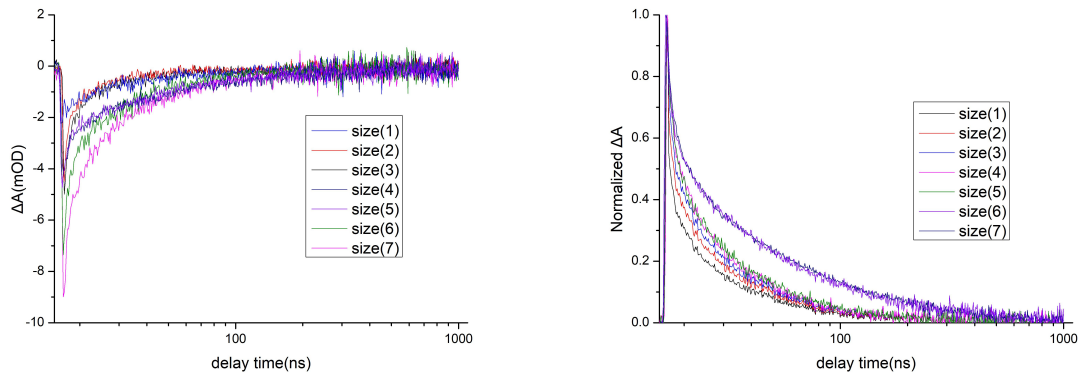 2
0
-2
-4
-6
-8
-10
ΔA(mOD)
100
1000
delay time(ns)
size(1)
size(2)
size(3)
size(4)
size(5)
size(6)
size(7)
1.0
0.8
0.6
0.4
0.2
0.0
Normalized ΔA
100
1000
delay time(ns)
size(1)
size(2)
size(3)
size(4)
size(5)
size(6)
size(7)